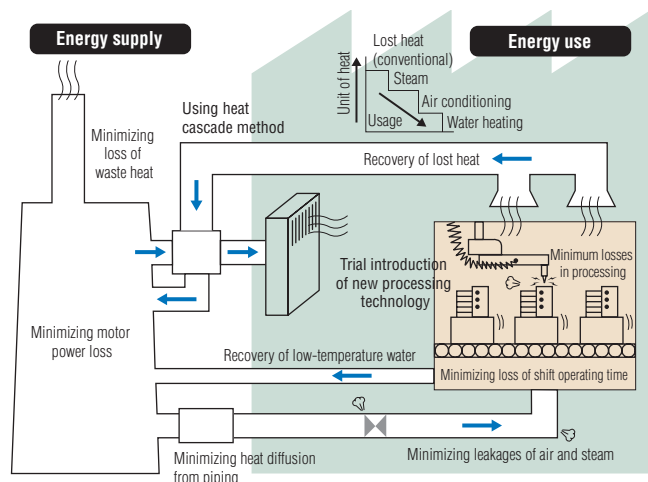 Energy supply
Energy use
Lost heat
(conventional)
Steam
Air conditioning
Water heating
Unit of heat
Usage
Using heat
cascade method
Minimizing
loss of
waste heat
Recovery of lost heat
Trial introduction
of new processing
technology
Minimum losses
in processing
Minimizing motor
power loss
Recovery of low-temperature water
Minimizing loss of shift operating time
Minimizing heat diffusion
from piping
Minimizing leakages of air and steam